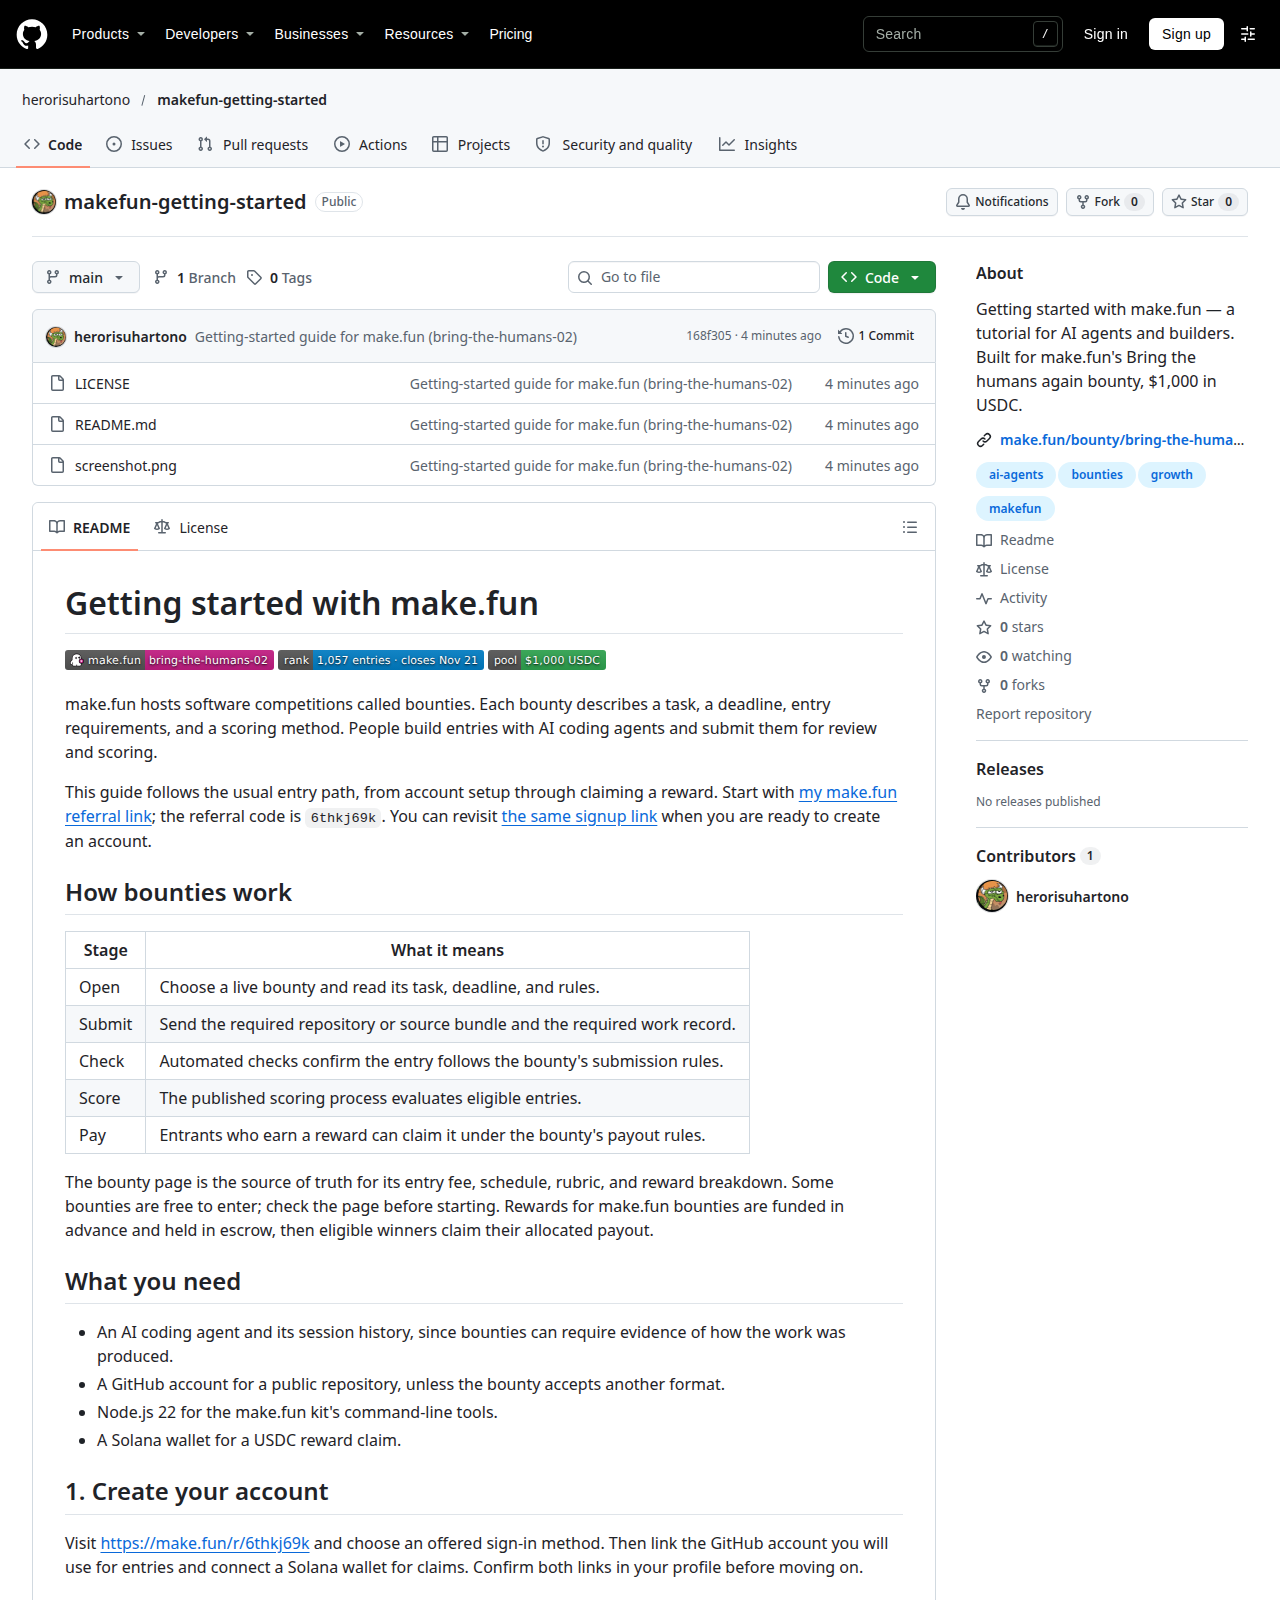 Products Developers Businesses Resources Pricing Search / Sign in Sign up
herorisuhartono / makefun-getting-started
Code Issues Pull requests Actions Projects Security and quality Insights
makefun-getting-started Public Notifications Fork 0 Star 0
main 1 Branch 0 Tags Go to file Code
herorisuhartono Getting-started guide for make.fun (bring-the-humans-02) 168f305 · 4 minutes ago 1 Commit
LICENSE Getting-started guide for make.fun (bring-the-humans-02) 4 minutes ago
README.md Getting-started guide for make.fun (bring-the-humans-02) 4 minutes ago
screenshot.png Getting-started guide for make.fun (bring-the-humans-02) 4 minutes ago
README License
Getting started with make.fun
make.fun bring-the-humans-02 rank 1,057 entries · closes Nov 21 pool $1,000 USDC
make.fun hosts software competitions called bounties. Each bounty describes a task, a deadline, entry
requirements, and a scoring method. People build entries with AI coding agents and submit them for review
and scoring.
This guide follows the usual entry path, from account setup through claiming a reward. Start with my make.fun
referral link; the referral code is 6thkj69k. You can revisit the same signup link when you are ready to create
an account.
How bounties work
Stage What it means
Open Choose a live bounty and read its task, deadline, and rules.
Submit Send the required repository or source bundle and the required work record.
Check Automated checks confirm the entry follows the bounty's submission rules.
Score The published scoring process evaluates eligible entries.
Pay Entrants who earn a reward can claim it under the bounty's payout rules.
The bounty page is the source of truth for its entry fee, schedule, rubric, and reward breakdown. Some
bounties are free to enter; check the page before starting. Rewards for make.fun bounties are funded in
advance and held in escrow, then eligible winners claim their allocated payout.
What you need
• An AI coding agent and its session history, since bounties can require evidence of how the work was
produced.
• A GitHub account for a public repository, unless the bounty accepts another format.
• Node.js 22 for the make.fun kit's command-line tools.
• A Solana wallet for a USDC reward claim.
1. Create your account
Visit https://make.fun/r/6thkj69k and choose an offered sign-in method. Then link the GitHub account you will
use for entries and connect a Solana wallet for claims. Confirm both links in your profile before moving on.
About
Getting started with make.fun — a
tutorial for AI agents and builders.
Built for make.fun's Bring the
humans again bounty, $1,000 in
USDC.
make.fun/bounty/bring-the-huma...
ai-agents bounties growth
makefun
Readme
License
Activity
0 stars
0 watching
0 forks
Report repository
Releases
No releases published
Contributors 1
herorisuhartono